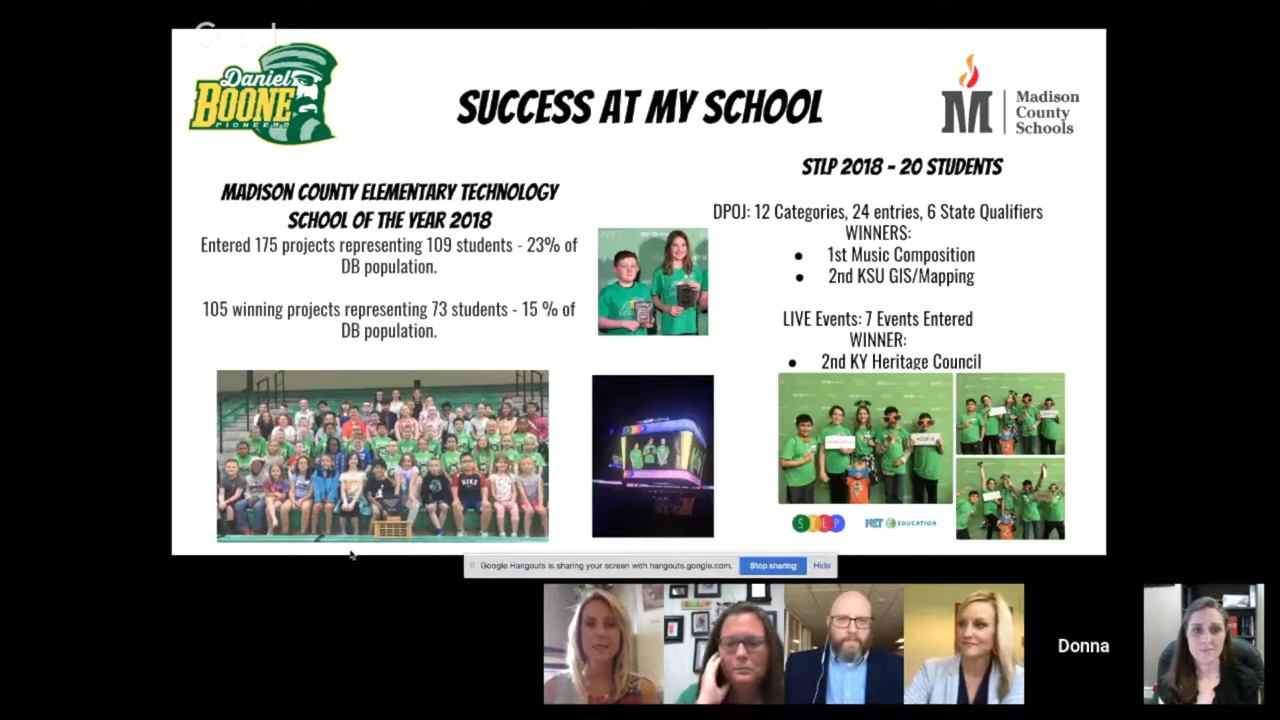 Daniel
BOONE
PIONEERS
SUCCESS AT MY SCHOOL
M
Madison
County
Schools
MADISON COUNTY ELEMENTARY TECHNOLOGY
SCHOOL OF THE YEAR 2018
Entered 175 projects representing 109 students - 23% of
DB population.
105 winning projects representing 73 students - 15 % of
DB population.
STLP 2018 - 20 STUDENTS
DPOJ: 12 Categories, 24 entries, 6 State Qualifiers
WINNERS:
● 1st Music Composition
● 2nd KSU GIS/Mapping
LIVE Events: 7 Events Entered
WINNER:
● 2nd KY Heritage Council
STLP
KET EDUCATION
Google Hangouts is sharing your screen with hangouts.google.com.
Stop sharing
Hide
Donna